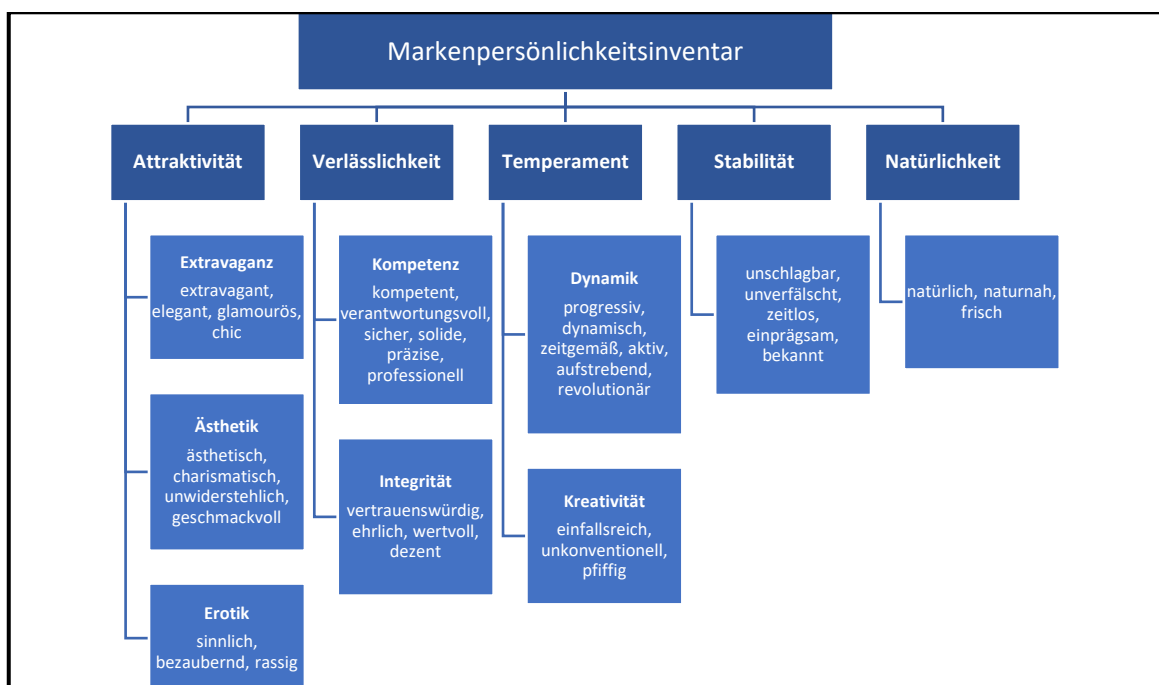 Markenpersönlichkeitsinventar
Attraktivität
Extravaganz
extravagant,
elegant, glamourös,
chic
Ästhetik
ästhetisch,
charismatisch,
unwiderstehlich,
geschmackvoll
Erotik
sinnlich,
bezaubernd, rassig
Verlässlichkeit
Kompetenz
kompetent,
verantwortungsvoll,
sicher, solide,
präzise,
professionell
Integrität
vertrauenswürdig,
ehrlich, wertvoll,
dezent
Temperament
Dynamik
progressiv,
dynamisch,
zeitgemäß, aktiv,
aufstrebend,
revolutionär
Kreativität
einfallsreich,
unkonventionell,
pfiffig
Stabilität
unschlagbar,
unverfälscht,
zeitlos,
einprägsam,
bekannt
Natürlichkeit
natürlich, naturnah,
frisch